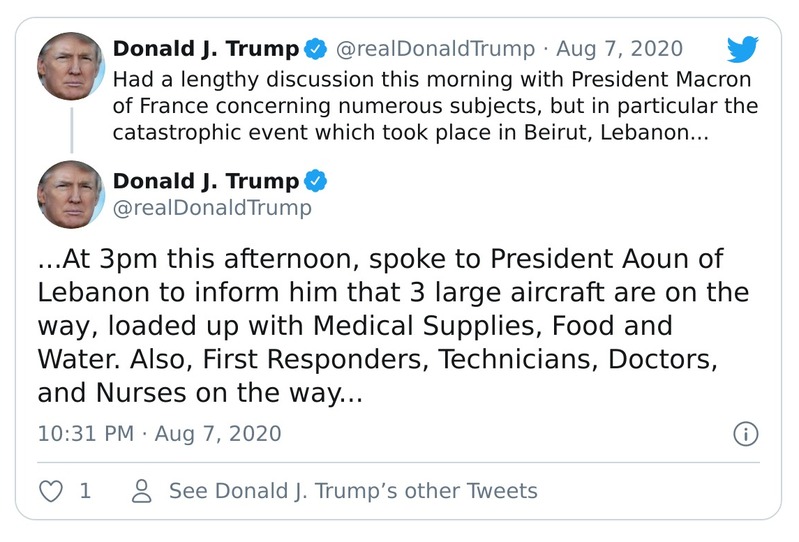 Donald J. Trump @realDonaldTrump · Aug 7, 2020
Had a lengthy discussion this morning with President Macron
of France concerning numerous subjects, but in particular the
catastrophic event which took place in Beirut, Lebanon...
Donald J. Trump
@realDonaldTrump
...At 3pm this afternoon, spoke to President Aoun of
Lebanon to inform him that 3 large aircraft are on the
way, loaded up with Medical Supplies, Food and
Water. Also, First Responders, Technicians, Doctors,
and Nurses on the way...
10:31 PM · Aug 7, 2020
1 See Donald J. Trump’s other Tweets